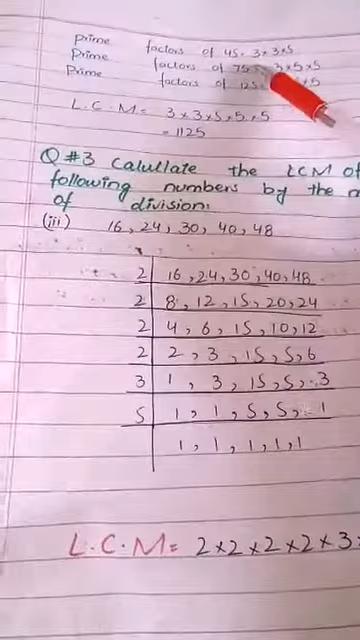 Prime factors of 45 = 3×3×5
Prime factors of 75 = 3×5×5
Prime factors of 125 = ×5
L.C.M = 3×3×5×5×5
= 1125
Q #3 Calullate the LCM of
following numbers by the
of division.
(iii) 16, 24, 30, 40, 48
2 | 16, 24, 30, 40, 48
2 | 8, 12, 15, 20, 24
2 | 4, 6, 15, 10, 12
2 | 2, 3, 15, 5, 6
3 | 1, 3, 15, 5, 3
5 | 1, 1, 5, 5, 1
1, 1, 1, 1, 1
L.C.M = 2×2×2×2×3×